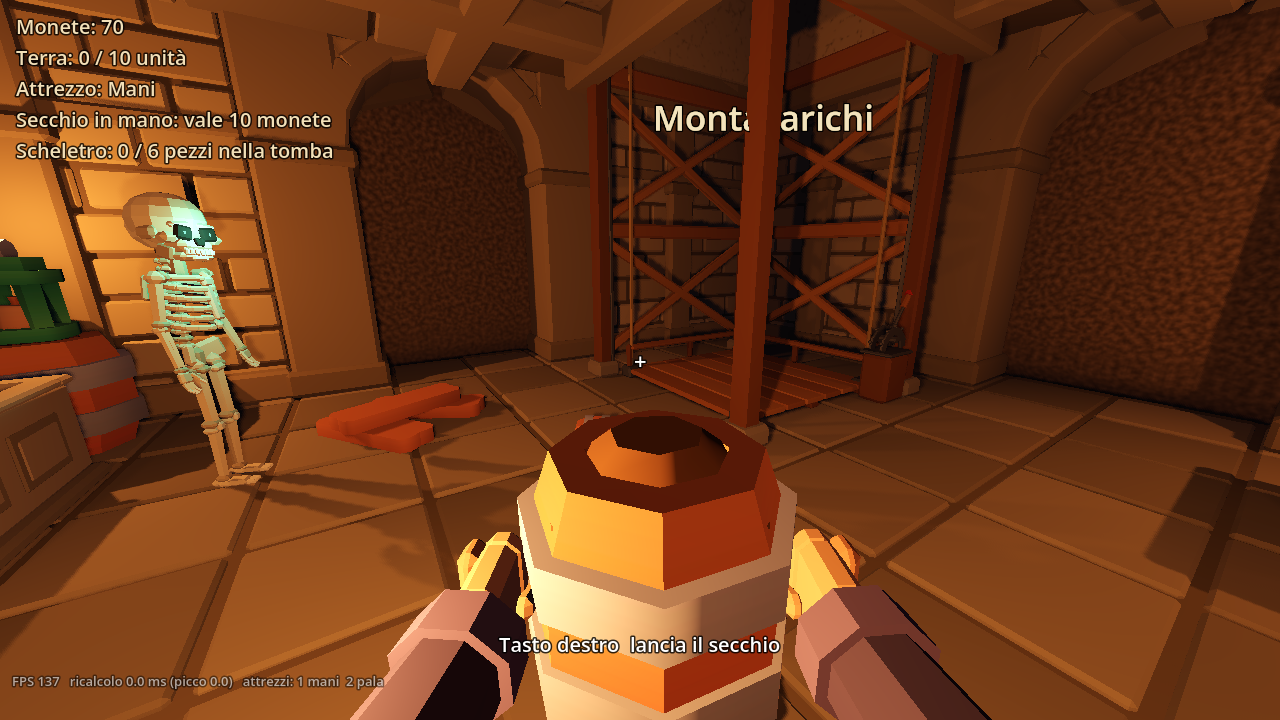 Monete: 70
Terra: 0 / 10 unità
Attrezzo: Mani
Secchio in mano: vale 10 monete
Scheletro: 0 / 6 pezzi nella tomba
Tasto destro lancia il secchio
FPS 137 ricalcolo 0.0 ms (picco 0.0) attrezzi: 1 mani 2 pala